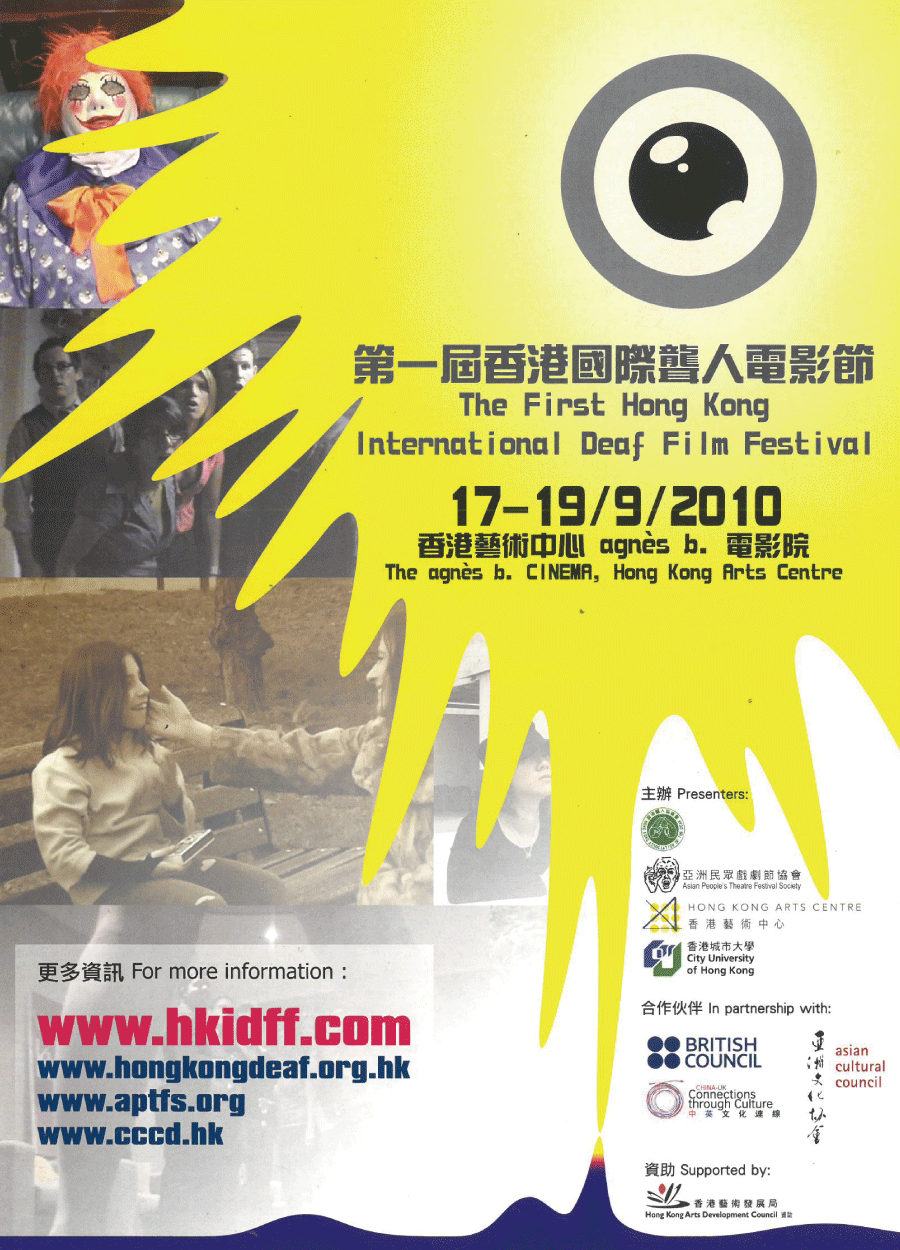 第一屆香港國際聾人電影節
The First Hong Kong
International Deaf Film Festival
17-19/9/2010
香港藝術中心 agnès b. 電影院
The agnès b. CINEMA, Hong Kong Arts Centre
主辦 Presenters:
亞洲民眾戲劇節協會
Asian People's Theatre Festival Society
HONG KONG ARTS CENTRE
香港藝術中心
香港城市大學
City University
of Hong Kong
合作伙伴 In partnership with:
BRITISH
COUNCIL
亞洲文化協會
asian
cultural
council
CHINA-UK
Connections
through Culture
中英文化連線
資助 Supported by:
香港藝術發展局
Hong Kong Arts Development Council 資助
更多資訊 For more information :
www.hkidff.com
www.hongkongdeaf.org.hk
www.aptfs.org
www.cccd.hk